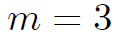 m = 3